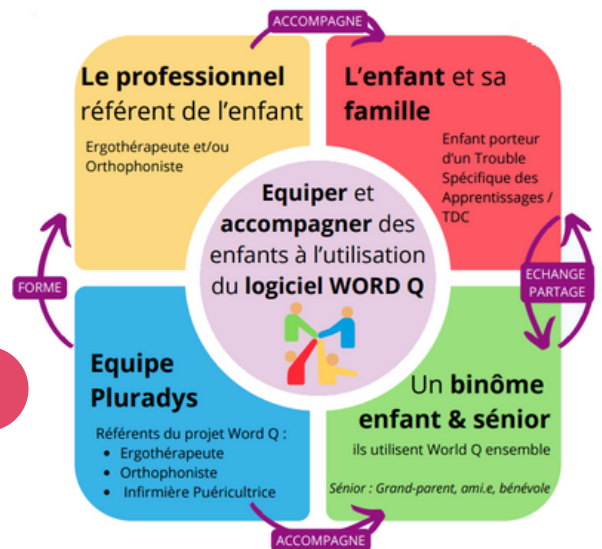 ACCOMPAGNE
Le professionnel
référent de l'enfant
Ergothérapeute et/ou
Orthophoniste
L'enfant et sa
famille
Enfant porteur
d'un Trouble
Spécifique des
Apprentissages /
TDC
Equiper et
accompagner des
enfants à l'utilisation
du logiciel WORD Q
FORME
ECHANGE
PARTAGE
Equipe
Pluradys
Référents du projet Word Q :
• Ergothérapeute
• Orthophoniste
• Infirmière Puéricultrice
Un binôme
enfant & sénior
ils utilisent World Q ensemble
Sénior : Grand-parent, ami.e, bénévole
ACCOMPAGNE